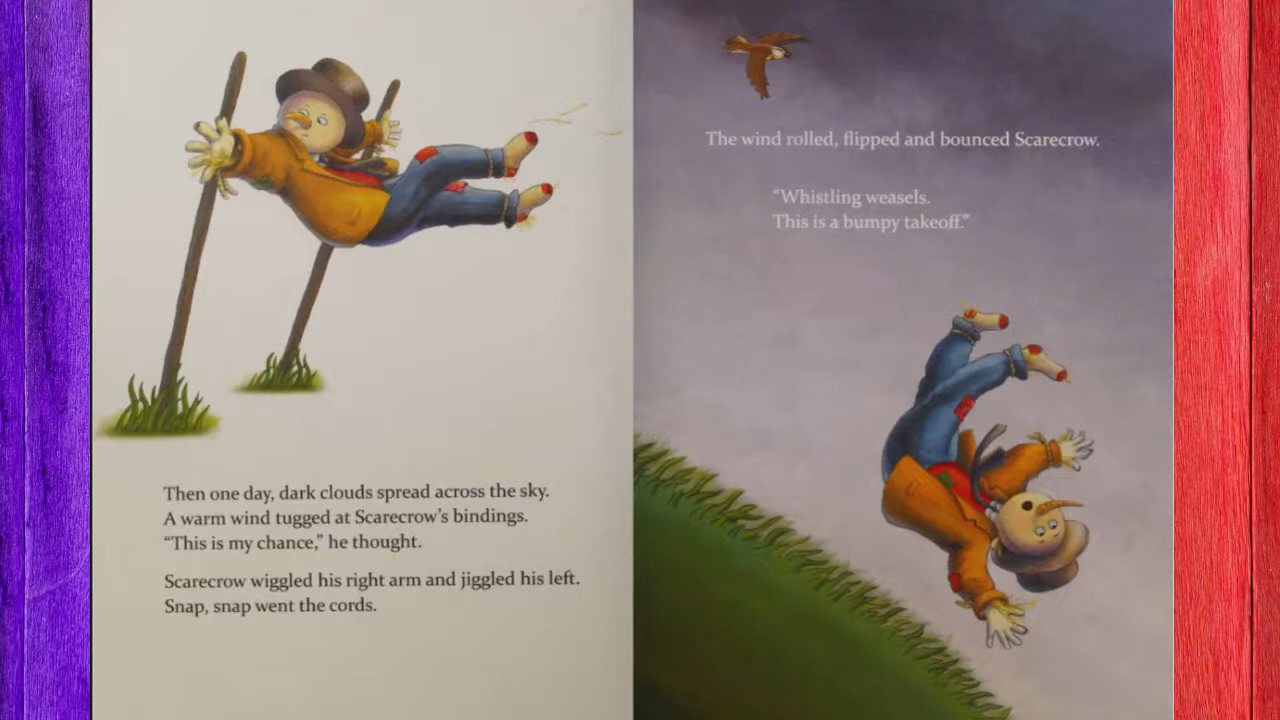 Then one day, dark clouds spread across the sky.
A warm wind tugged at Scarecrow's bindings.
“This is my chance,” he thought.
Scarecrow wiggled his right arm and jiggled his left.
Snap, snap went the cords.
The wind rolled, flipped and bounced Scarecrow.
“Whistling weasels.
This is a bumpy takeoff.”